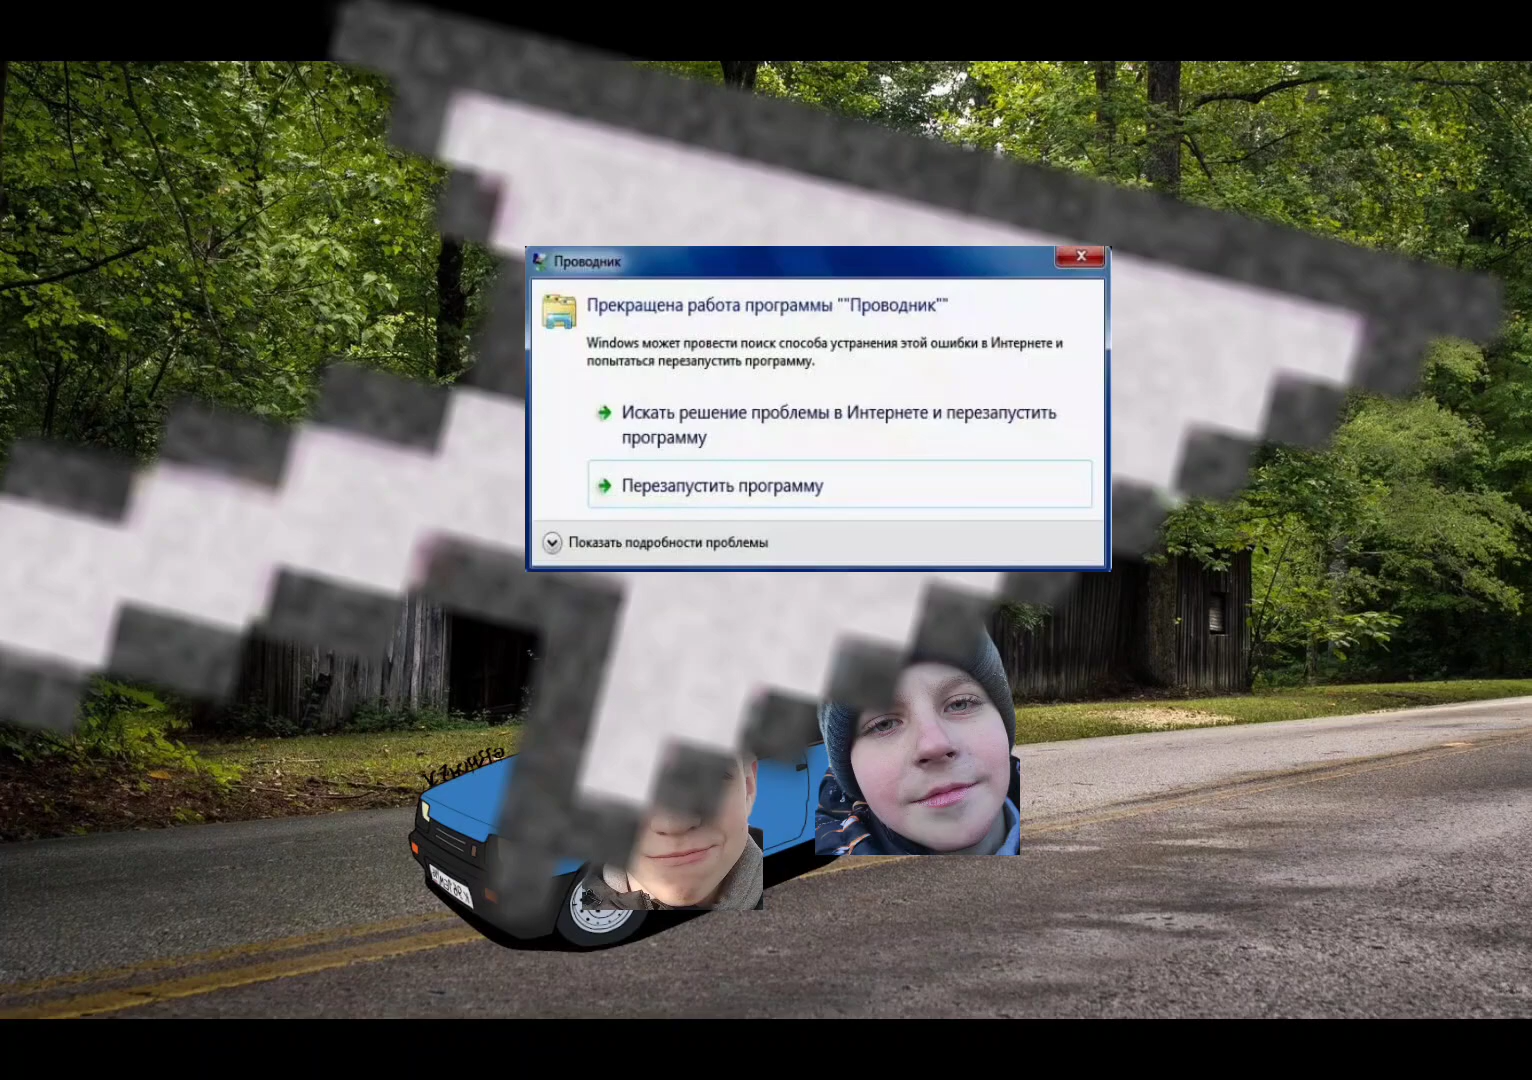 Проводник
Прекращена работа программы ""Проводник""
Windows может провести поиск способа устранения этой ошибки в Интернете и
попытаться перезапустить программу.
Искать решение проблемы в Интернете и перезапустить
программу
Перезапустить программу
Показать подробности проблемы